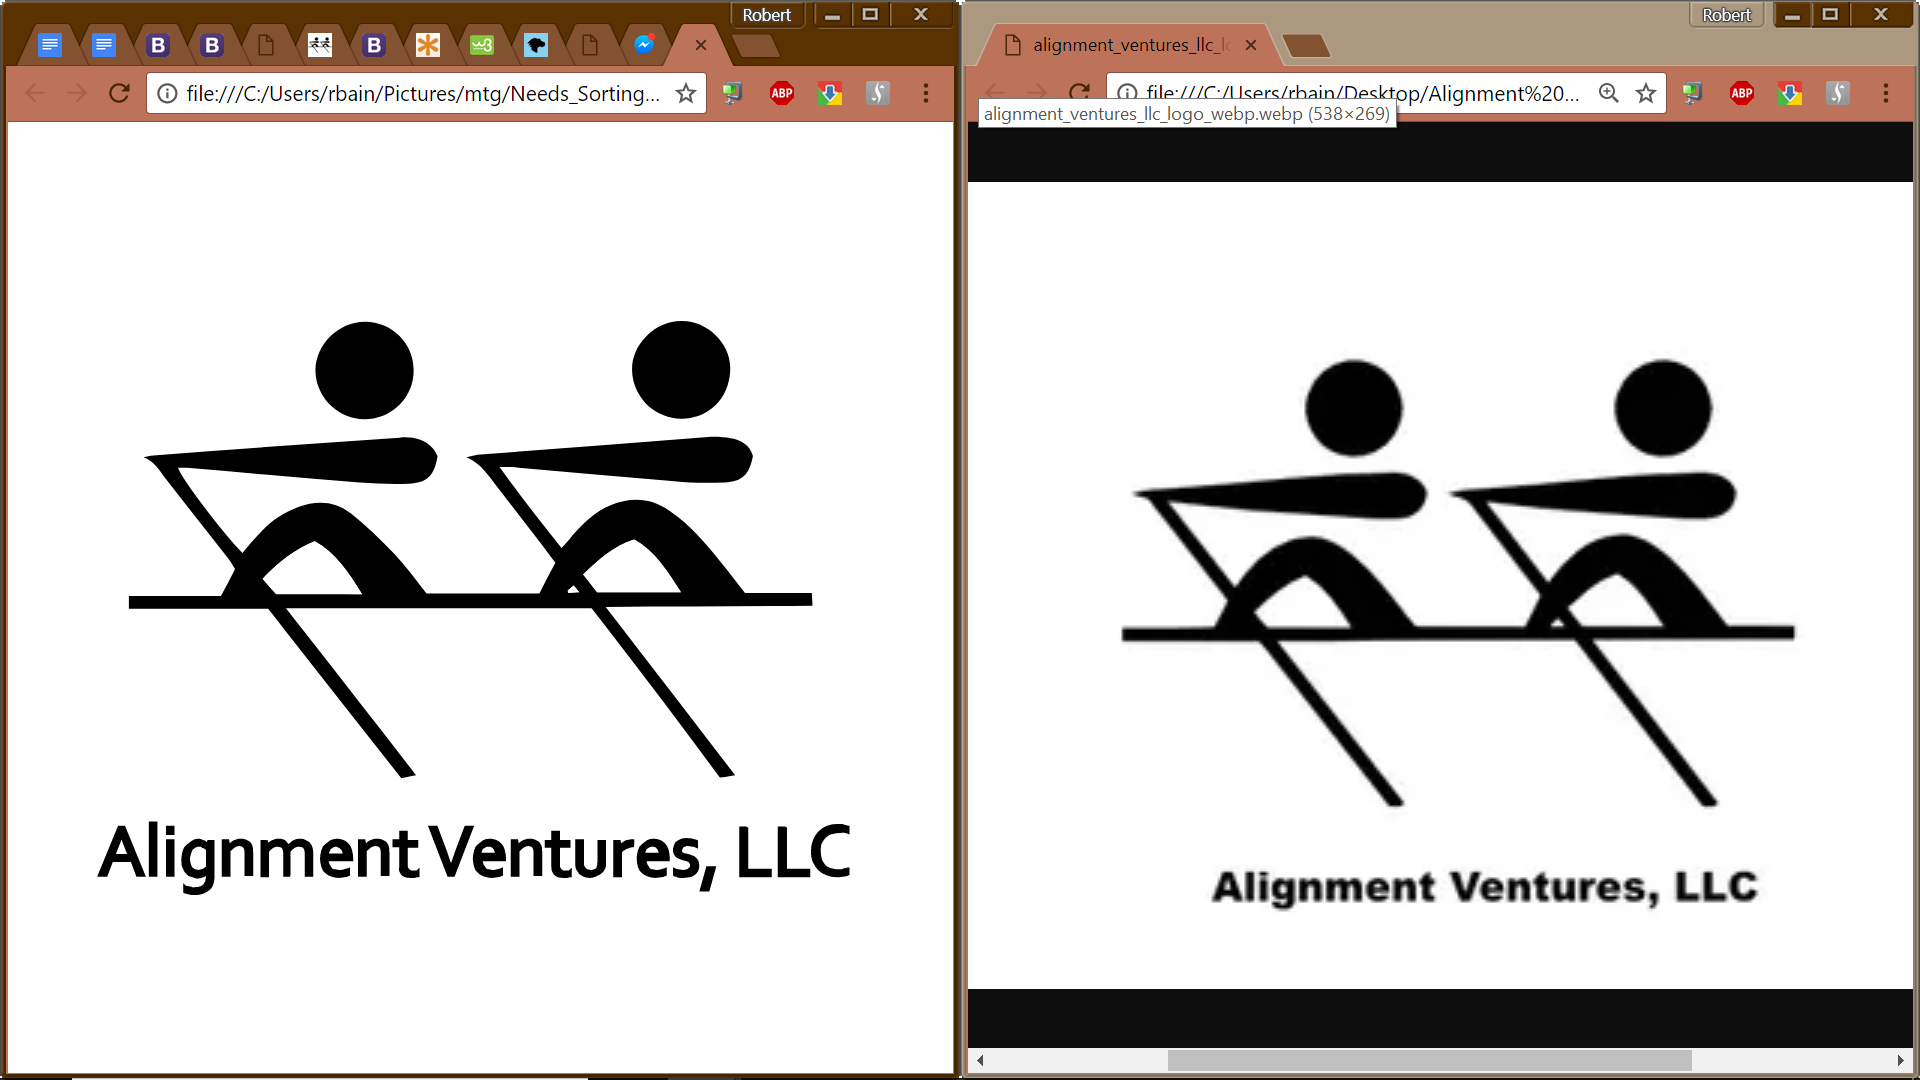 Robert
file:///C:/Users/rbain/Pictures/mtg/Needs_Sorting...
ABP
Alignment Ventures, LLC
Robert
alignment_ventures_llc_lo
file:///C:/Users/rbain/Desktop/Alignment%20...
ABP
alignment_ventures_llc_logo_webp.webp (538×269)
Alignment Ventures, LLC